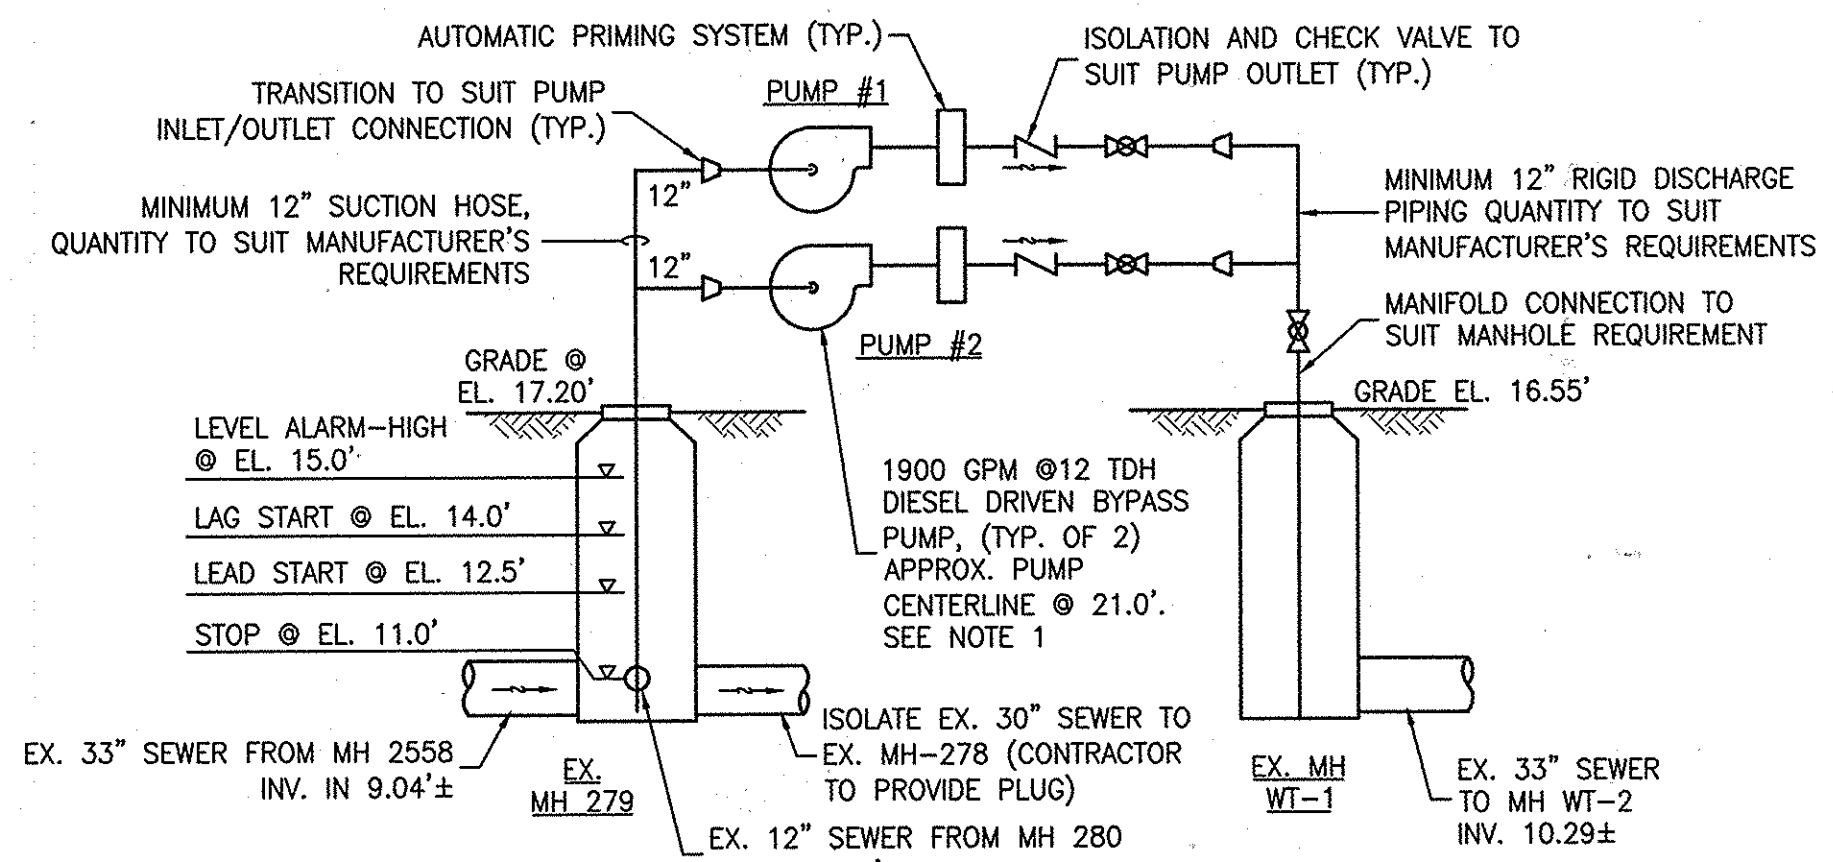 AUTOMATIC PRIMING SYSTEM (TYP.)
ISOLATION AND CHECK VALVE TO
SUIT PUMP OUTLET (TYP.)
TRANSITION TO SUIT PUMP
INLET/OUTLET CONNECTION (TYP.)
PUMP #1
12"
MINIMUM 12" SUCTION HOSE,
QUANTITY TO SUIT MANUFACTURER'S
REQUIREMENTS
12"
MINIMUM 12" RIGID DISCHARGE
PIPING QUANTITY TO SUIT
MANUFACTURER'S REQUIREMENTS
PUMP #2
MANIFOLD CONNECTION TO
SUIT MANHOLE REQUIREMENT
GRADE @
EL. 17.20'
GRADE EL. 16.55'
LEVEL ALARM-HIGH
@ EL. 15.0'
LAG START @ EL. 14.0'
LEAD START @ EL. 12.5'
STOP @ EL. 11.0'
1900 GPM @12 TDH
DIESEL DRIVEN BYPASS
PUMP, (TYP. OF 2)
APPROX. PUMP
CENTERLINE @ 21.0'.
SEE NOTE 1
EX. 33" SEWER FROM MH 2558
INV. IN 9.04'±
EX.
MH 279
ISOLATE EX. 30" SEWER TO
EX. MH-278 (CONTRACTOR
TO PROVIDE PLUG)
EX. 12" SEWER FROM MH 280
EX. MH
WT-1
EX. 33" SEWER
TO MH WT-2
INV. 10.29±